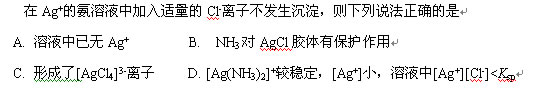 在 Ag⁺的氨溶液中加入适量的 Cl⁻离子不发生沉淀，则下列说法正确的是
A. 溶液中已无 Ag⁺ B. NH₃对 AgCl 胶体有保护作用
C. 形成了[AgCl₄]³⁻离子 D. [Ag(NH₃)₂]⁺较稳定，[Ag⁺]小，溶液中[Ag⁺][Cl⁻]<Ksp